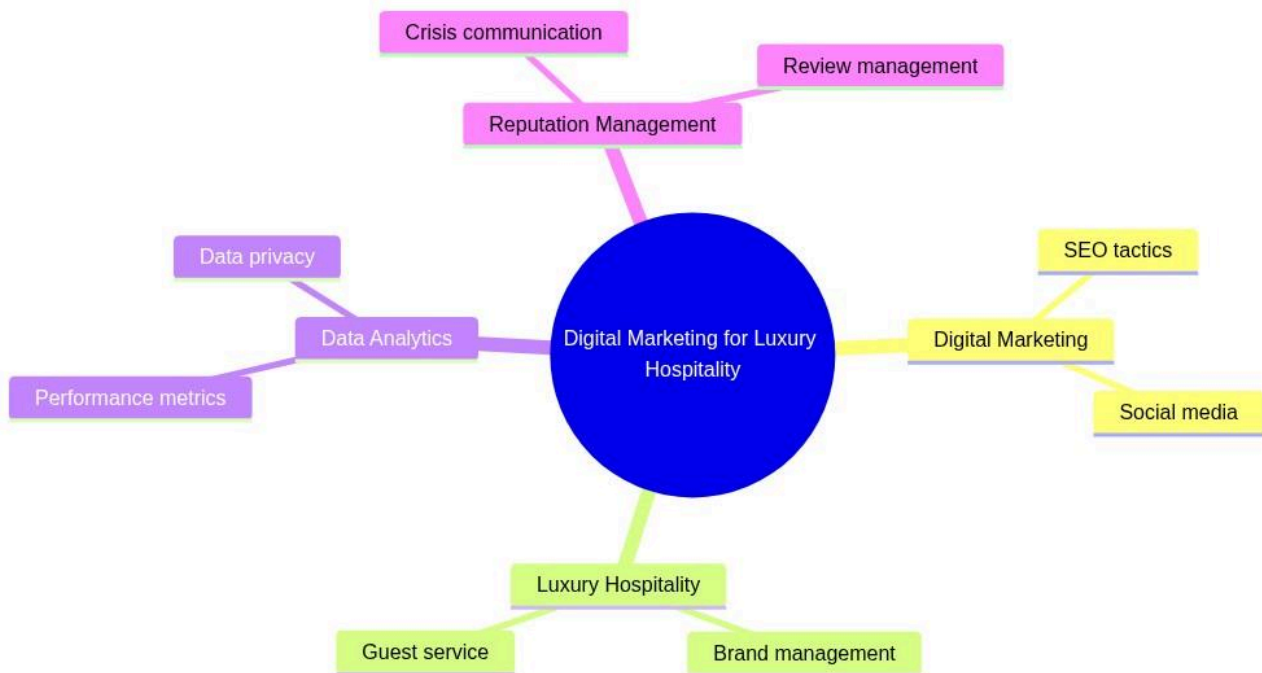 Crisis communication
Review management
Reputation Management
Data privacy
SEO tactics
Data Analytics
Digital Marketing for Luxury
Hospitality
Digital Marketing
Performance metrics
Social media
Luxury Hospitality
Guest service
Brand management